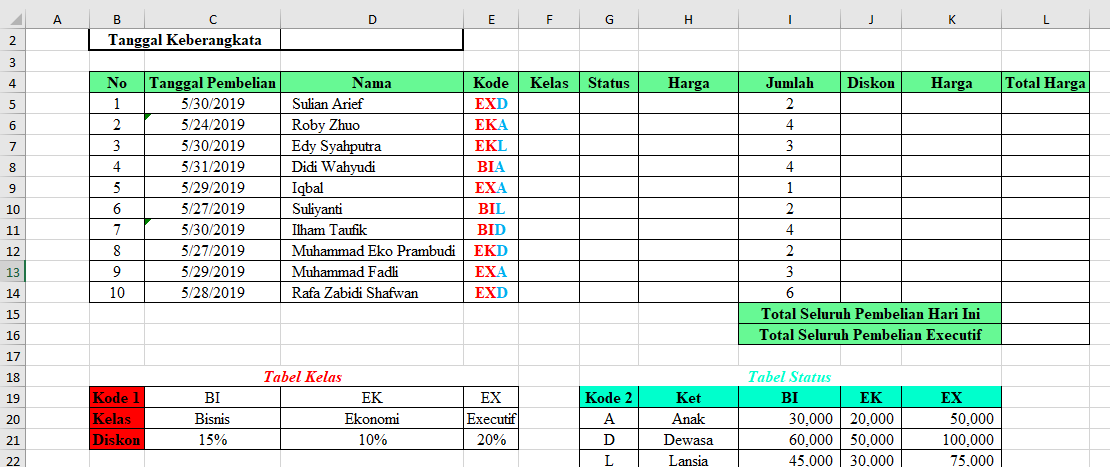 A B C D E F G H I J K L
2 Tanggal Keberangkata
3
4 No Tanggal Pembelian Nama Kode Kelas Status Harga Jumlah Diskon Harga Total Harga
5 1 5/30/2019 Sulian Arief EXD 2
6 2 5/24/2019 Roby Zhuo EKA 4
7 3 5/30/2019 Edy Syahputra EKL 3
8 4 5/31/2019 Didi Wahyudi BIA 4
9 5 5/29/2019 Iqbal EXA 1
10 6 5/27/2019 Suliyanti BIL 2
11 7 5/30/2019 Ilham Taufik BID 4
12 8 5/27/2019 Muhammad Eko Prambudi EKD 2
13 9 5/29/2019 Muhammad Fadli EXA 3
14 10 5/28/2019 Rafa Zabidi Shafwan EXD 6
15 Total Seluruh Pembelian Hari Ini
16 Total Seluruh Pembelian Executif
17
18 Tabel Kelas Tabel Status
19 Kode 1 BI EK EX Kode 2 Ket BI EK EX
20 Kelas Bisnis Ekonomi Executif A Anak 30,000 20,000 50,000
21 Diskon 15% 10% 20% D Dewasa 60,000 50,000 100,000
22 L Lansia 45,000 30,000 75,000